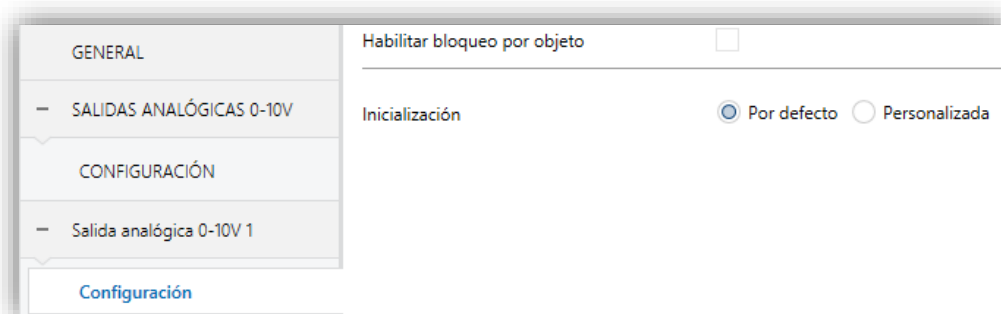 GENERAL
SALIDAS ANALÓGICAS 0-10V
CONFIGURACIÓN
Salida analógica 0-10V 1
Configuración
Habilitar bloqueo por objeto
Inicialización
Por defecto Personalizada